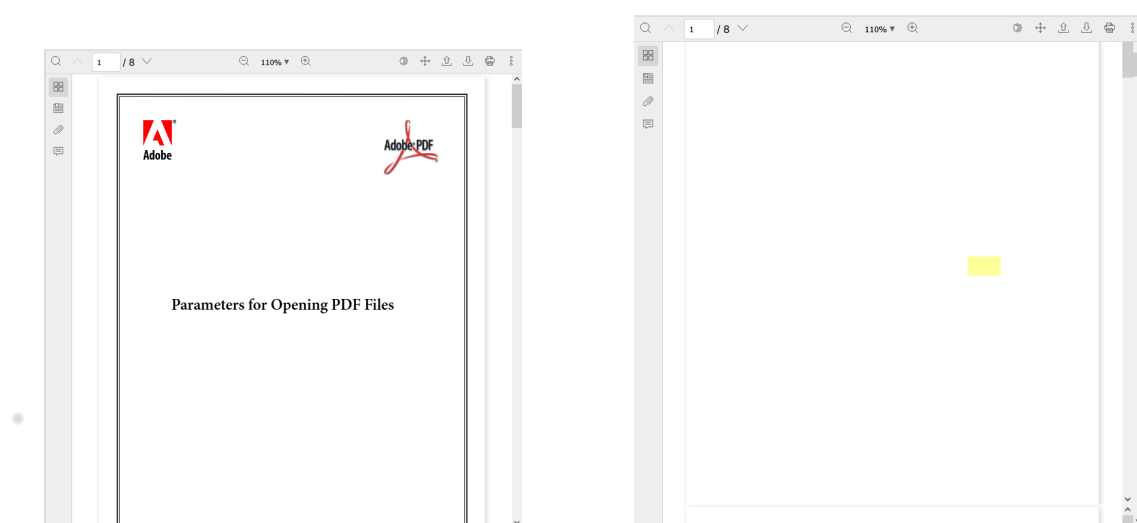 1 / 8 110%
1 / 8 110%
Adobe
Adobe PDF
Parameters for Opening PDF Files